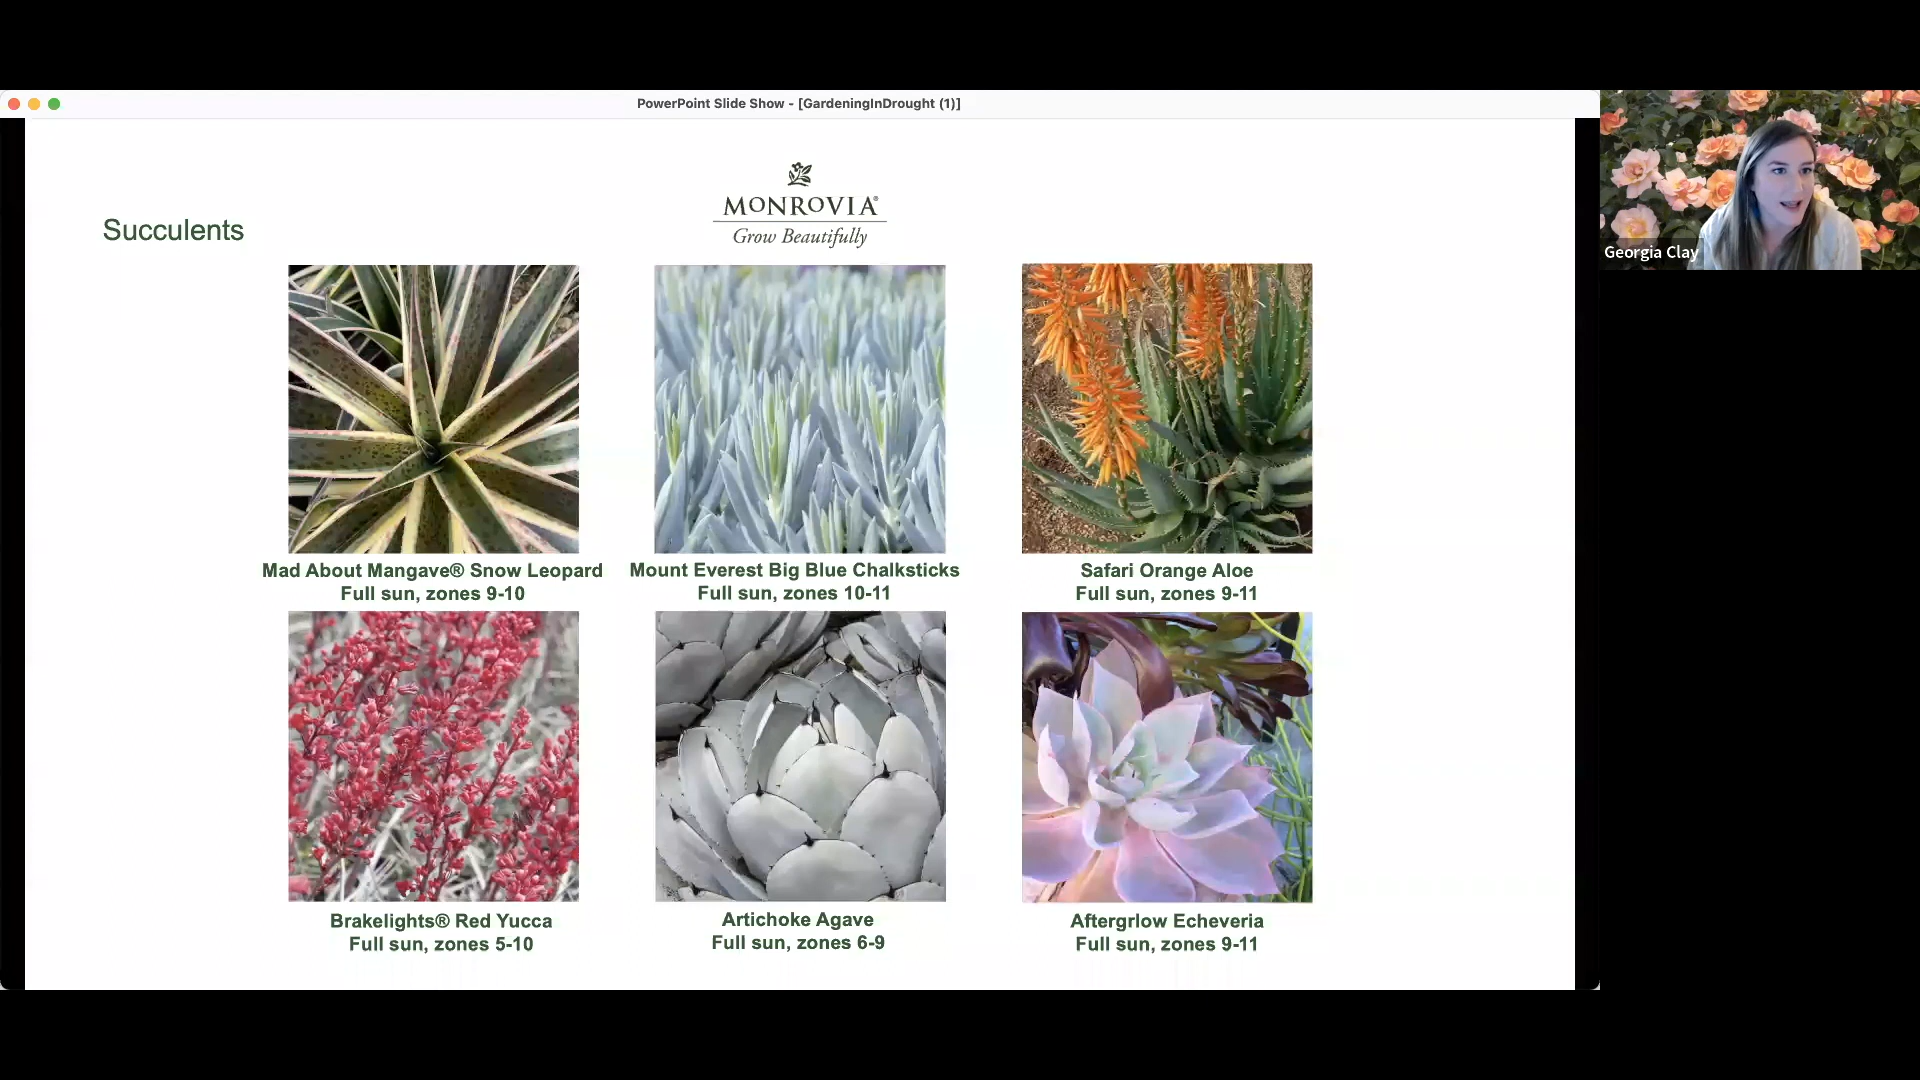 PowerPoint Slide Show - [GardeningInDrought (1)]
MONROVIA®
Grow Beautifully
Succulents
Georgia Clay
Mad About Mangave® Snow Leopard
Full sun, zones 9-10
Mount Everest Big Blue Chalksticks
Full sun, zones 10-11
Safari Orange Aloe
Full sun, zones 9-11
Brakelights® Red Yucca
Full sun, zones 5-10
Artichoke Agave
Full sun, zones 6-9
Aftergrlow Echeveria
Full sun, zones 9-11